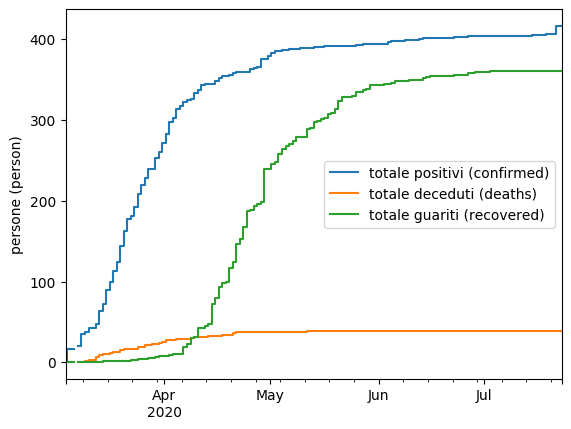 400
300
200
100
0
persone (person)
totale positivi (confirmed)
totale deceduti (deaths)
totale guariti (recovered)
Apr
2020
May
Jun
Jul